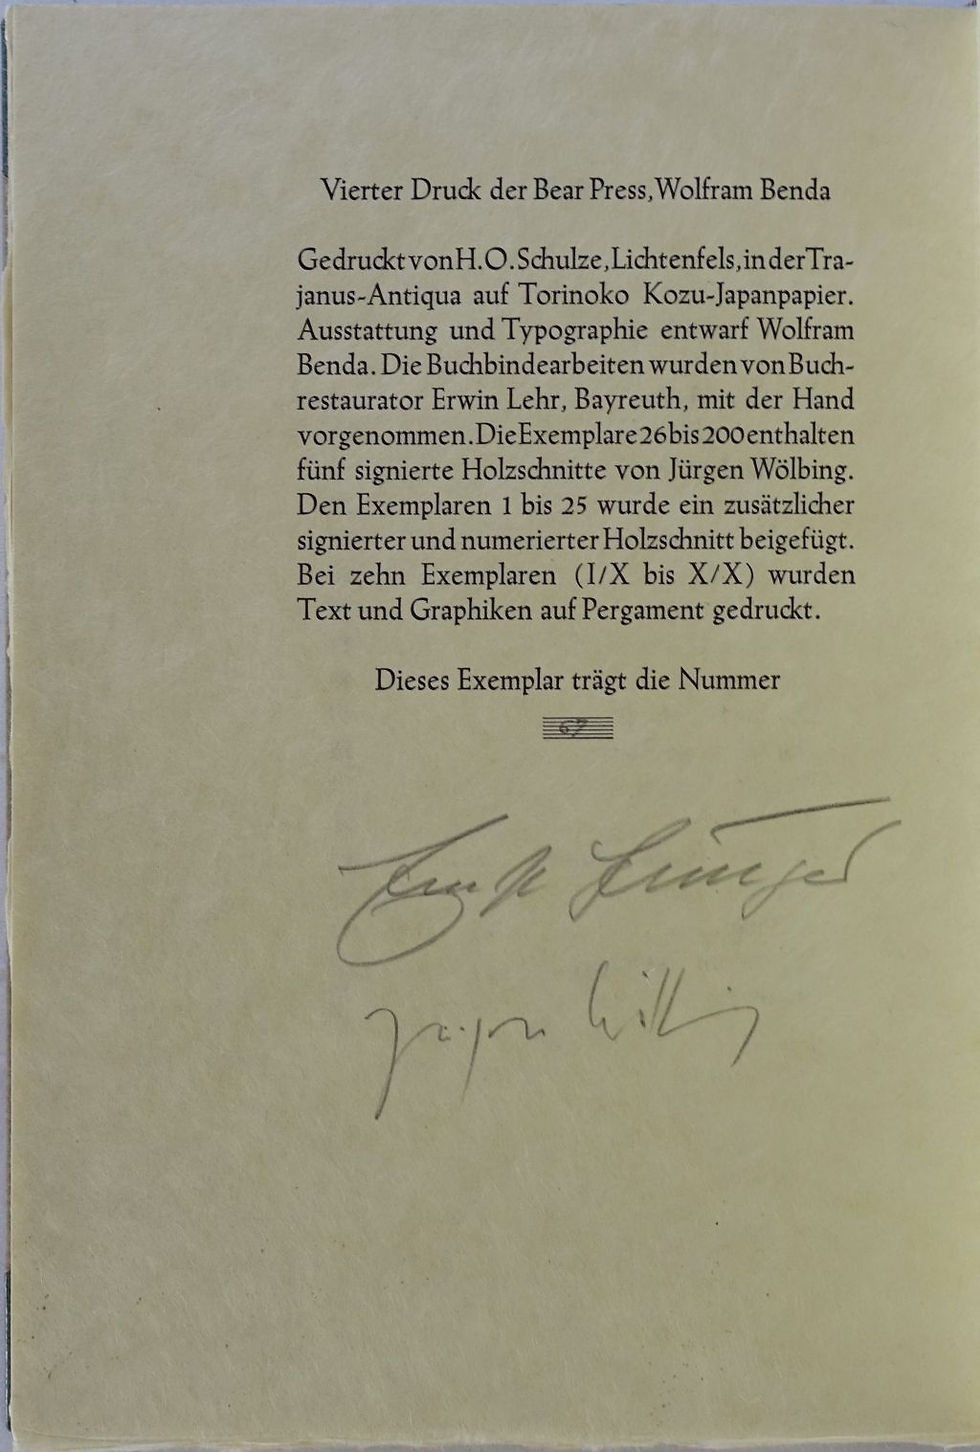 Vierter Druck der Bear Press, Wolfram Benda
Gedruckt von H.O. Schulze, Lichtenfels, in der Tra-
janus-Antiqua auf Torinoko Kozu-Japanpapier.
Ausstattung und Typographie entwarf Wolfram
Benda. Die Buchbindearbeiten wurden von Buch-
restaurator Erwin Lehr, Bayreuth, mit der Hand
vorgenommen. Die Exemplare 26 bis 200 enthalten
fünf signierte Holzschnitte von Jürgen Wölbing.
Den Exemplaren 1 bis 25 wurde ein zusätzlicher
signierter und numerierter Holzschnitt beigefügt.
Bei zehn Exemplaren (I/X bis X/X) wurden
Text und Graphiken auf Pergament gedruckt.
Dieses Exemplar trägt die Nummer
67
Ernst Jünger
Jürgen Wölbing